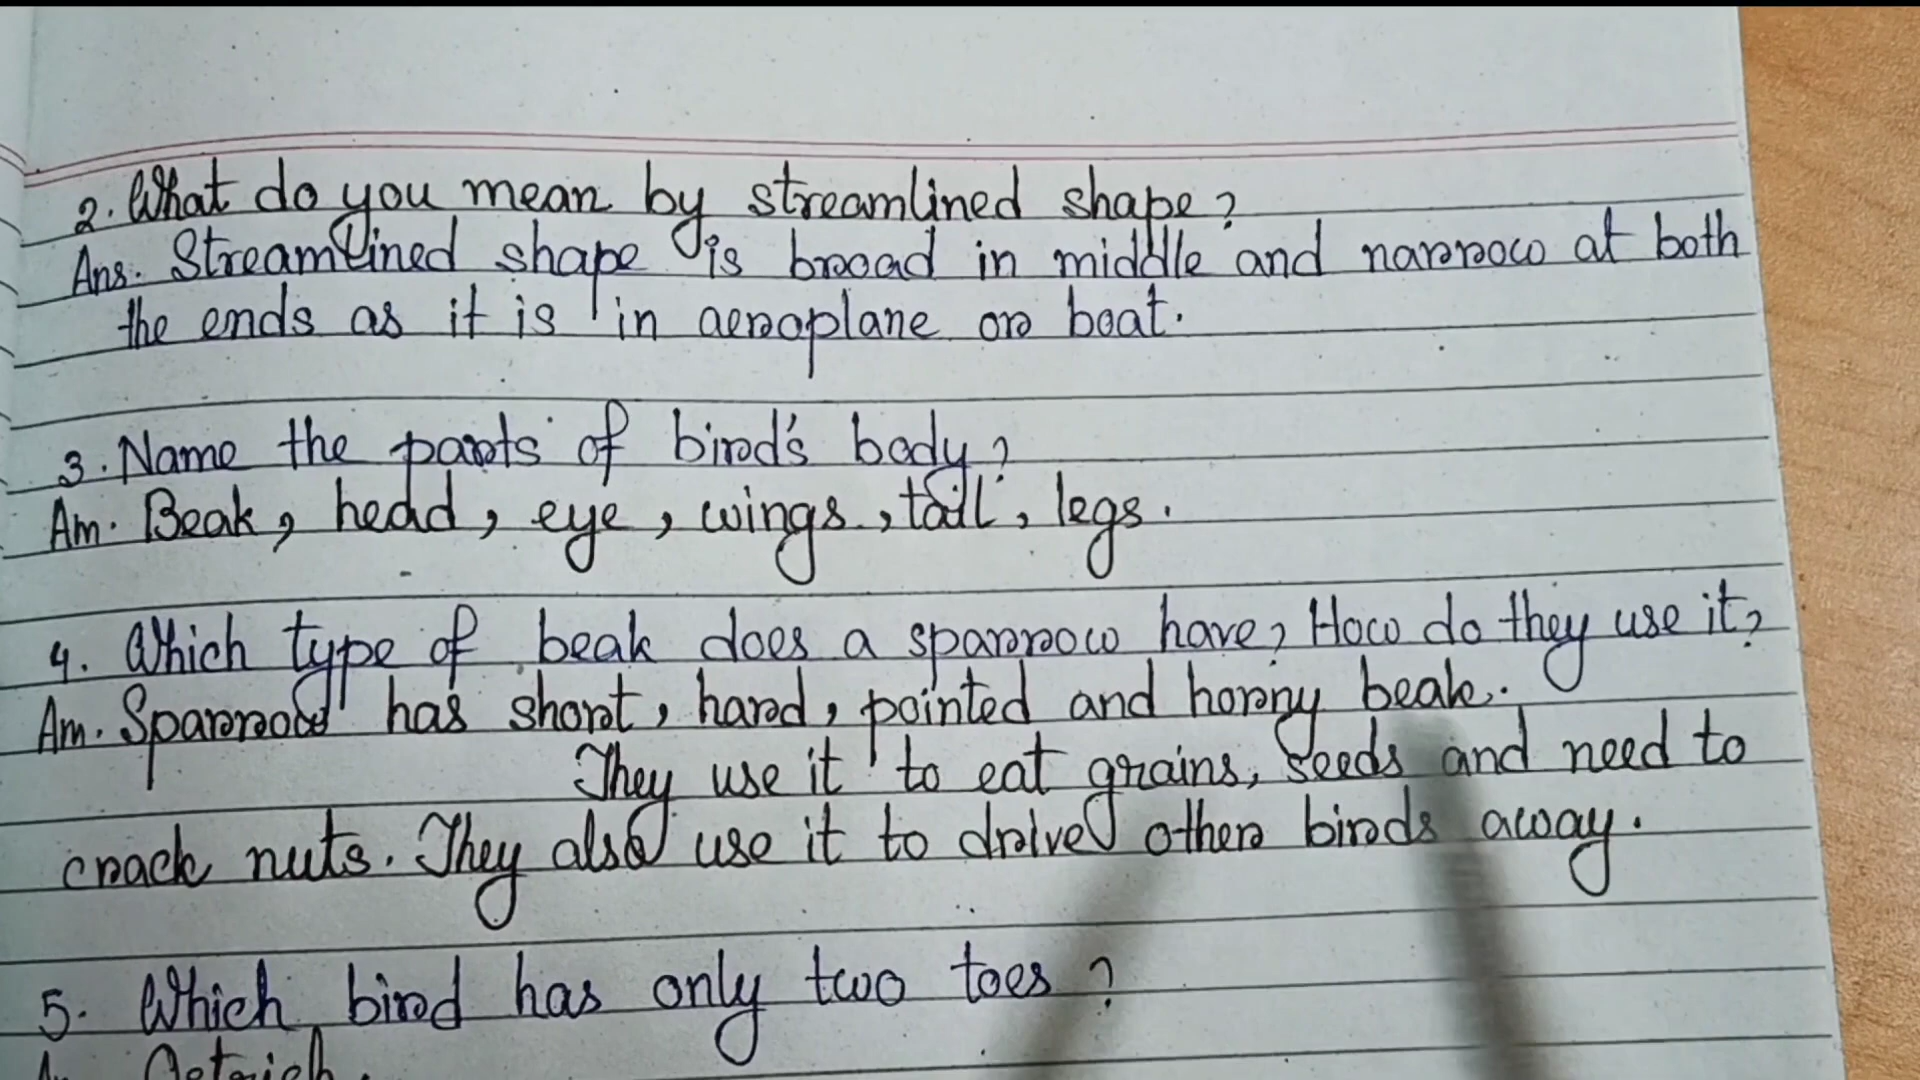 2. What do you mean by streamlined shape?
Ans. Streamlined shape is broad in middle and narrow at both
the ends as it is in aeroplane or boat.
3. Name the parts of bird's body?
Am. Beak, head, eye, wings, tail, legs.
4. Which type of beak does a sparrow have? How do they use it?
Am. Sparrow has short, hard, pointed and horny beak.
They use it to eat grains, seeds and need to
crack nuts. They also use it to drive other birds away.
5. Which bird has only two toes?
Ostrich.